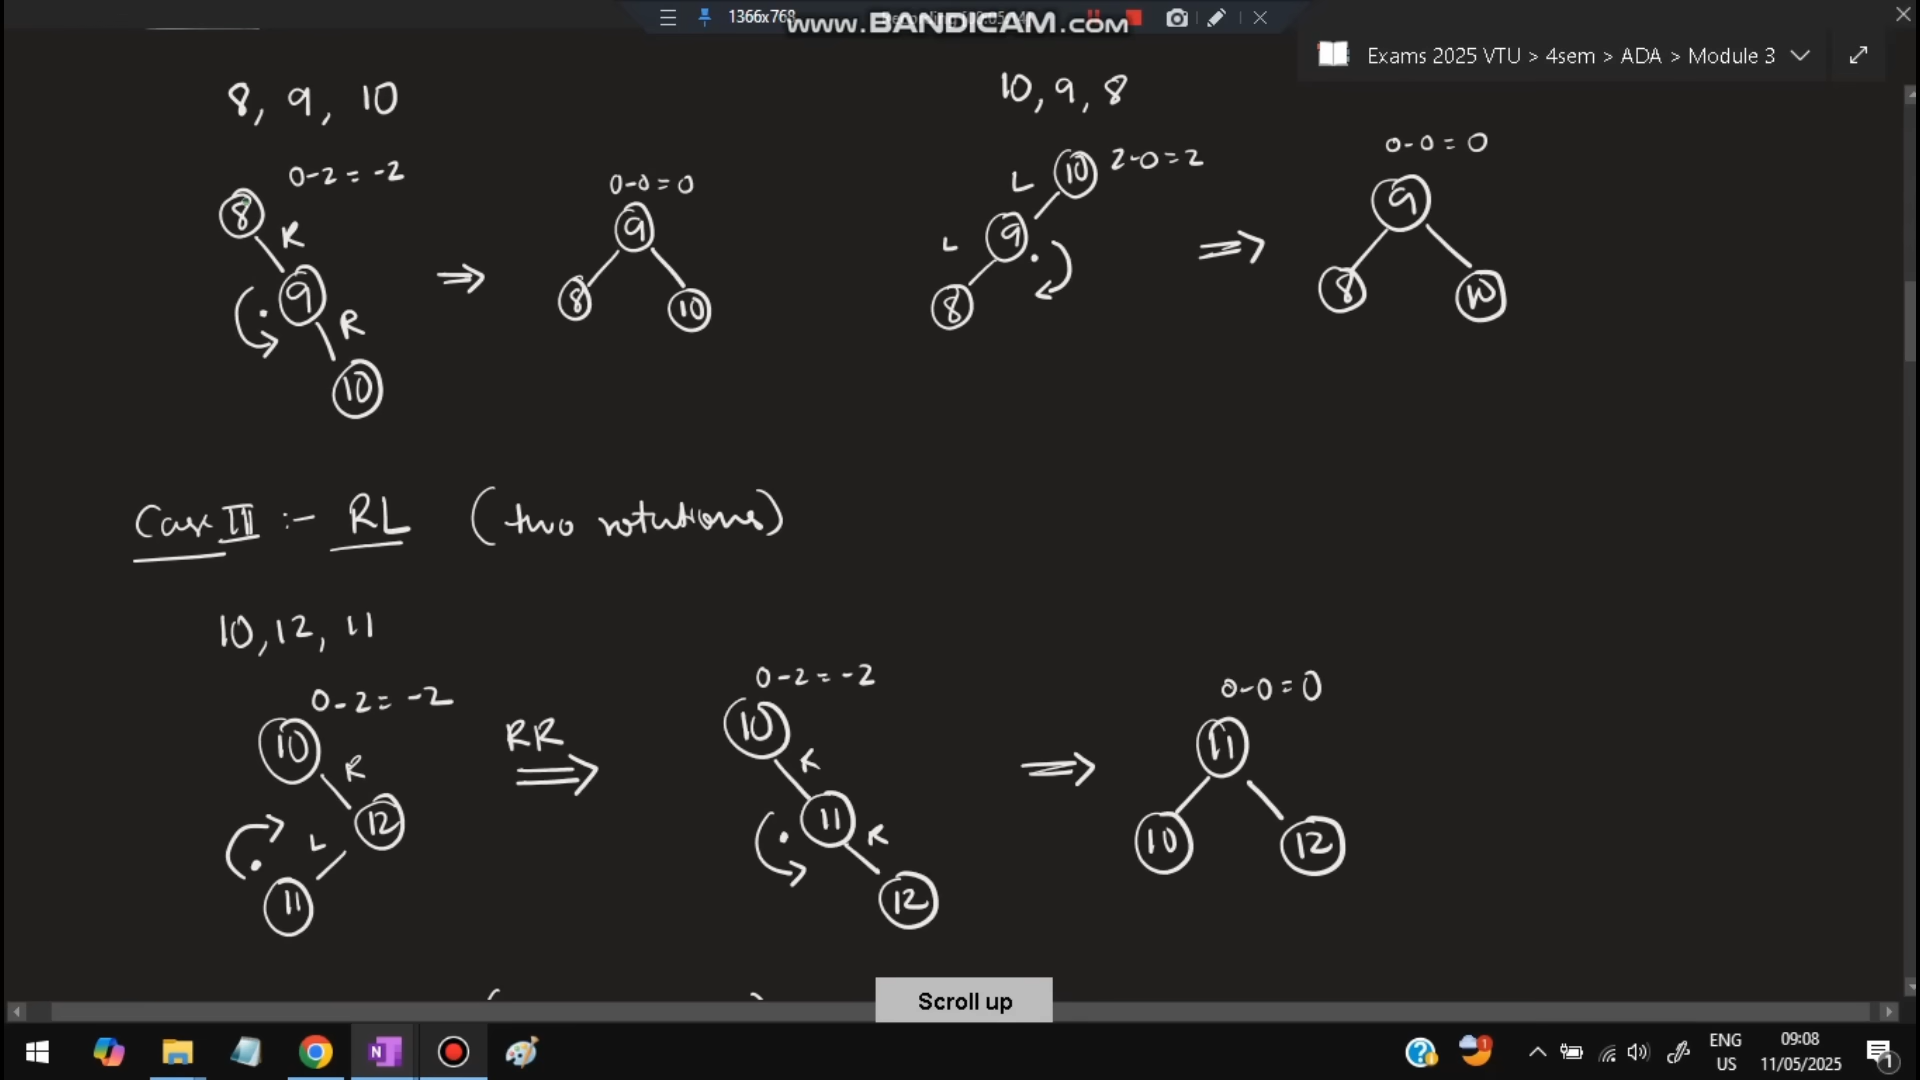 1366x768
www.BANDICAM.com
Exams 2025 VTU > 4sem > ADA > Module 3
8, 9, 10
0-2 = -2
8
R
9
R
10
⇒
0-0 = 0
9
8
10
10, 9, 8
L
10
2-0 = 2
L
9
8
⇒
0-0 = 0
9
8
10
Case III :- RL (two rotations)
10, 12, 11
0-2 = -2
10
R
12
L
11
RR
⇒
0-2 = -2
10
R
11
R
12
⇒
0-0 = 0
11
10
12
Scroll up
N
ENG
US
09:08
11/05/2025
1
1